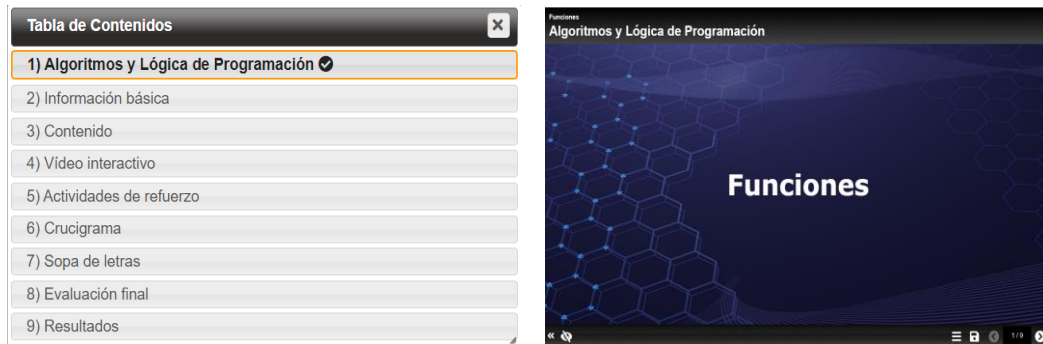 Tabla de Contenidos
1) Algoritmos y Lógica de Programación
2) Información básica
3) Contenido
4) Vídeo interactivo
5) Actividades de refuerzo
6) Crucigrama
7) Sopa de letras
8) Evaluación final
9) Resultados
Funciones
Algoritmos y Lógica de Programación
Funciones
1/9